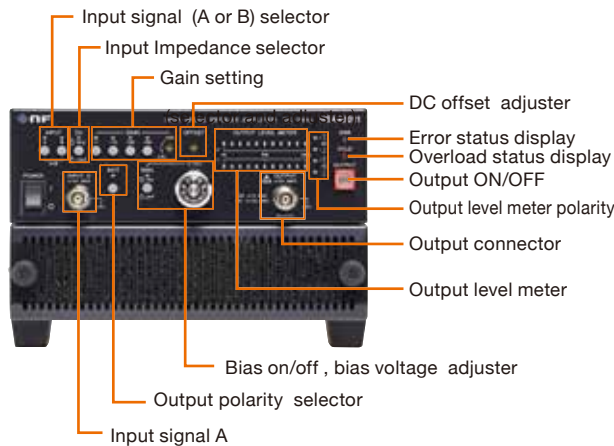 Input signal (A or B) selector
Input Impedance selector
Gain setting
DC offset adjuster
Error status display
Overload status display
Output ON/OFF
Output level meter polarity
Output connector
Output level meter
Bias on/off , bias voltage adjuster
Output polarity selector
Input signal A
INPUT
OFFSET
OUTPUT LEVEL METER
POWER
OUTPUT